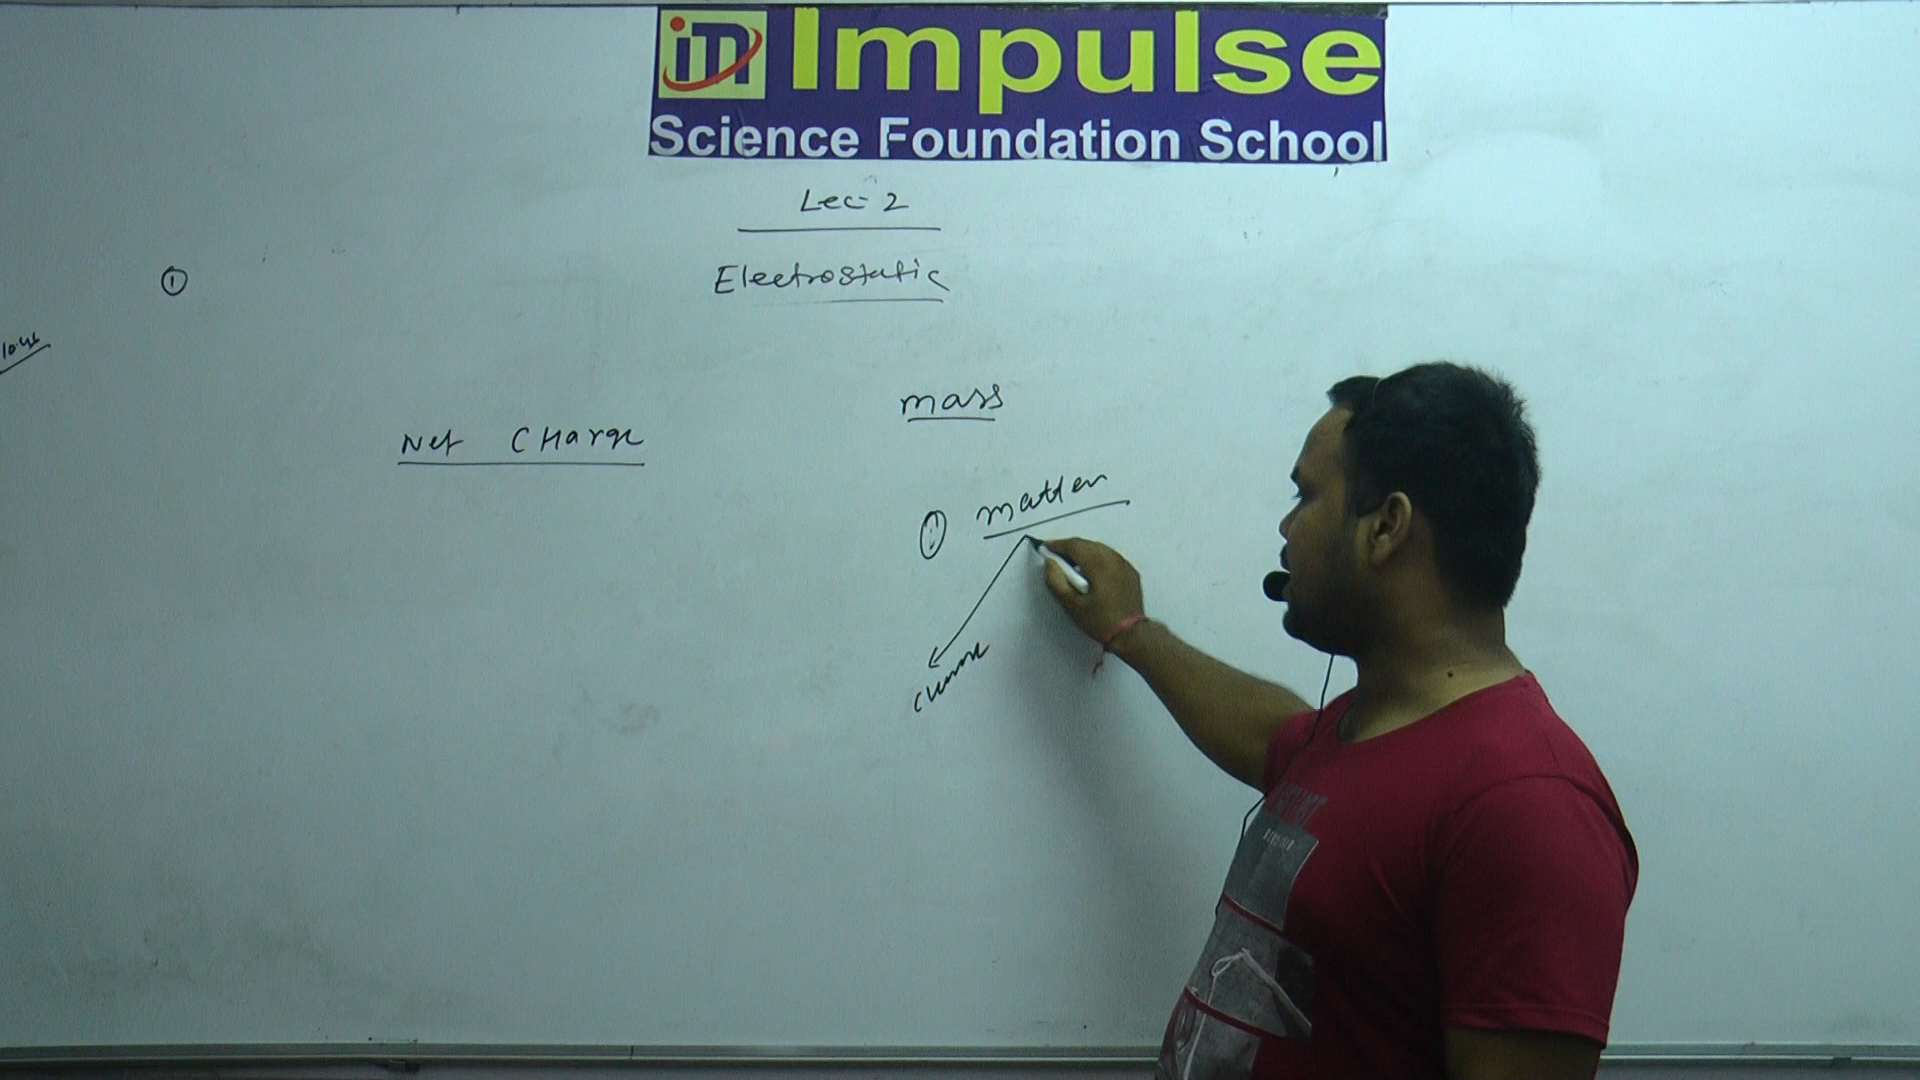 Impulse
Science Foundation School
Lec-2
Electrostatic
①
mass
Net CHarge
① matter